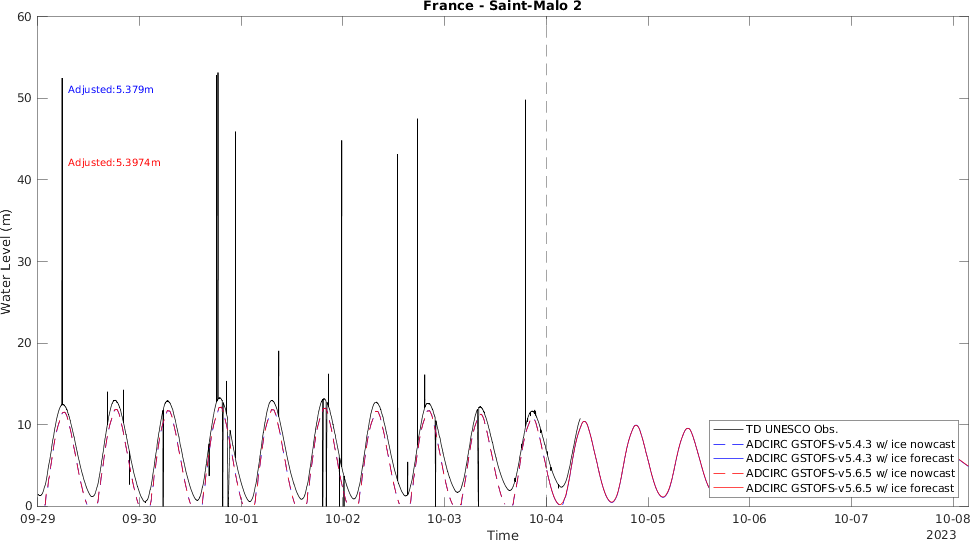 France - Saint-Malo 2
60
50
40
30
20
10
0
Water Level (m)
Adjusted:5.379m
Adjusted:5.3974m
TD UNESCO Obs.
ADCIRC GSTOFS-v5.4.3 w/ ice nowcast
ADCIRC GSTOFS-v5.4.3 w/ ice forecast
ADCIRC GSTOFS-v5.6.5 w/ ice nowcast
ADCIRC GSTOFS-v5.6.5 w/ ice forecast
09-29 09-30 10-01 10-02 10-03 10-04 10-05 10-06 10-07 10-08
Time
2023